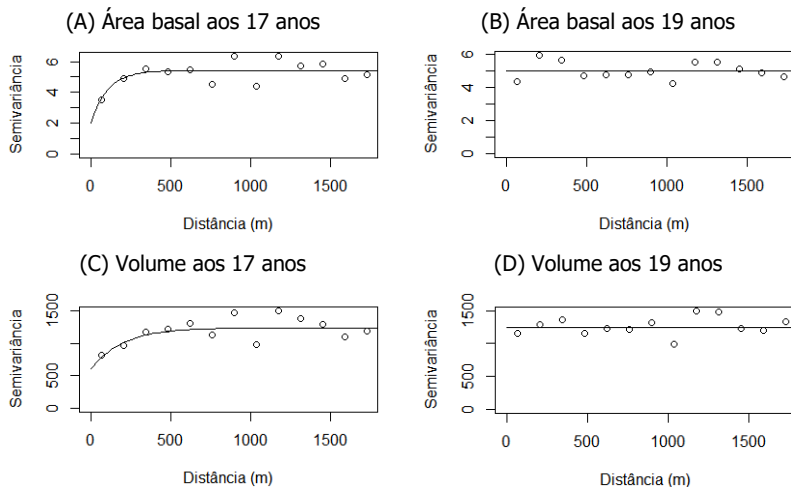 (A) Área basal aos 17 anos
Semivariância
0 2 4 6
0 500 1000 1500
Distância (m)
(B) Área basal aos 19 anos
Semivariância
0 2 4 6
0 500 1000 1500
Distância (m)
(C) Volume aos 17 anos
Semivariância
0 500 1500
0 500 1000 1500
Distância (m)
(D) Volume aos 19 anos
Semivariância
0 500 1500
0 500 1000 1500
Distância (m)